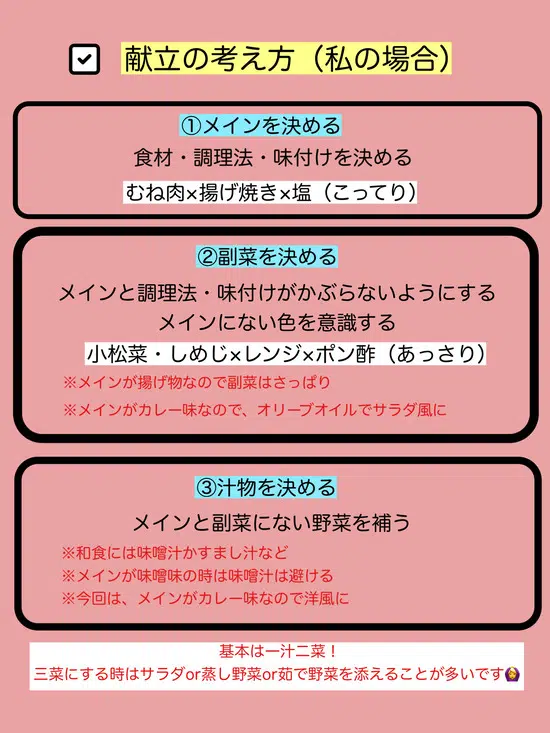 献立の考え方（私の場合）
①メインを決める
食材・調理法・味付けを決める
むね肉×揚げ焼き×塩（こってり）
②副菜を決める
メインと調理法・味付けがかぶらないようにする
メインにない色を意識する
小松菜・しめじ×レンジ×ポン酢（あっさり）
※メインが揚げ物なので副菜はさっぱり
※メインがカレー味なので、オリーブオイルでサラダ風に
③汁物を決める
メインと副菜にない野菜を補う
※和食には味噌汁かすまし汁など
※メインが味噌味の時は味噌汁は避ける
※今回は、メインがカレー味なので洋風に
基本は一汁二菜！
三菜にする時はサラダor蒸し野菜or茹で野菜を添えることが多いです🙆‍♀️